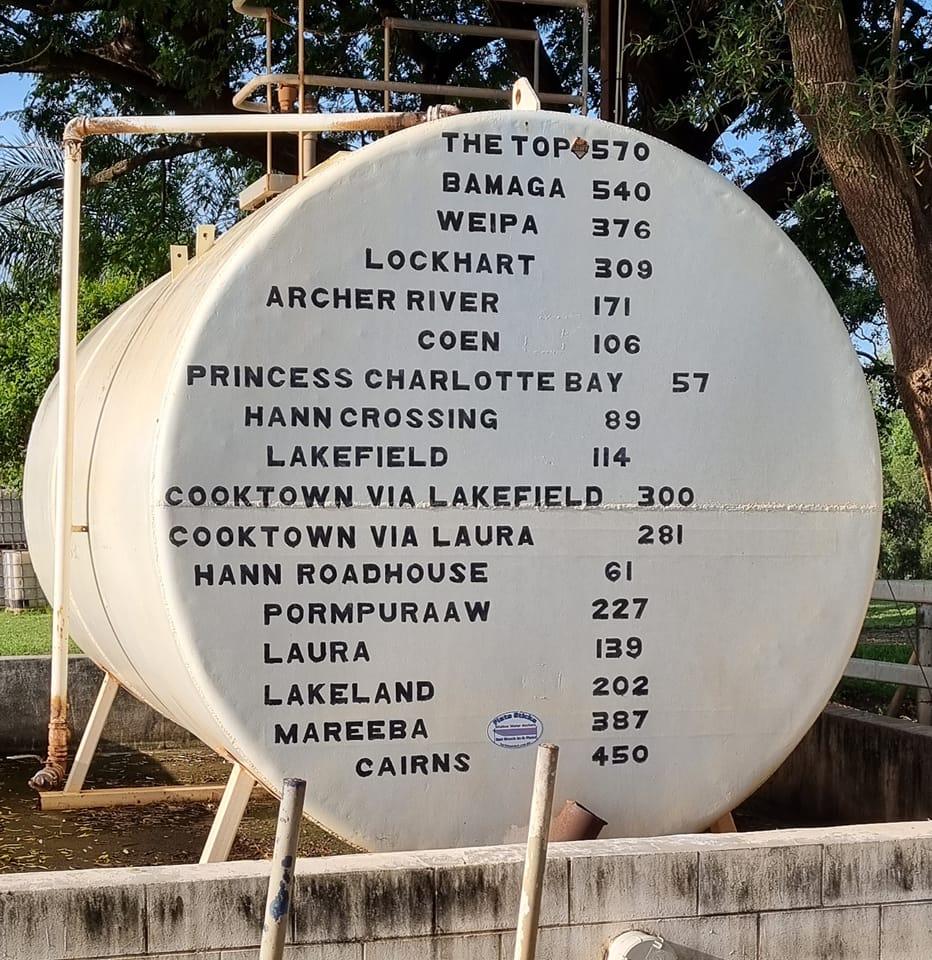 THE TOP 570
BAMAGA 540
WEIPA 376
LOCKHART 309
ARCHER RIVER 171
COEN 106
PRINCESS CHARLOTTE BAY 57
HANN CROSSING 89
LAKEFIELD 114
COOKTOWN VIA LAKEFIELD 300
COOKTOWN VIA LAURA 281
HANN ROADHOUSE 61
PORMPURAAW 227
LAURA 139
LAKELAND 202
MAREEBA 387
CAIRNS 450